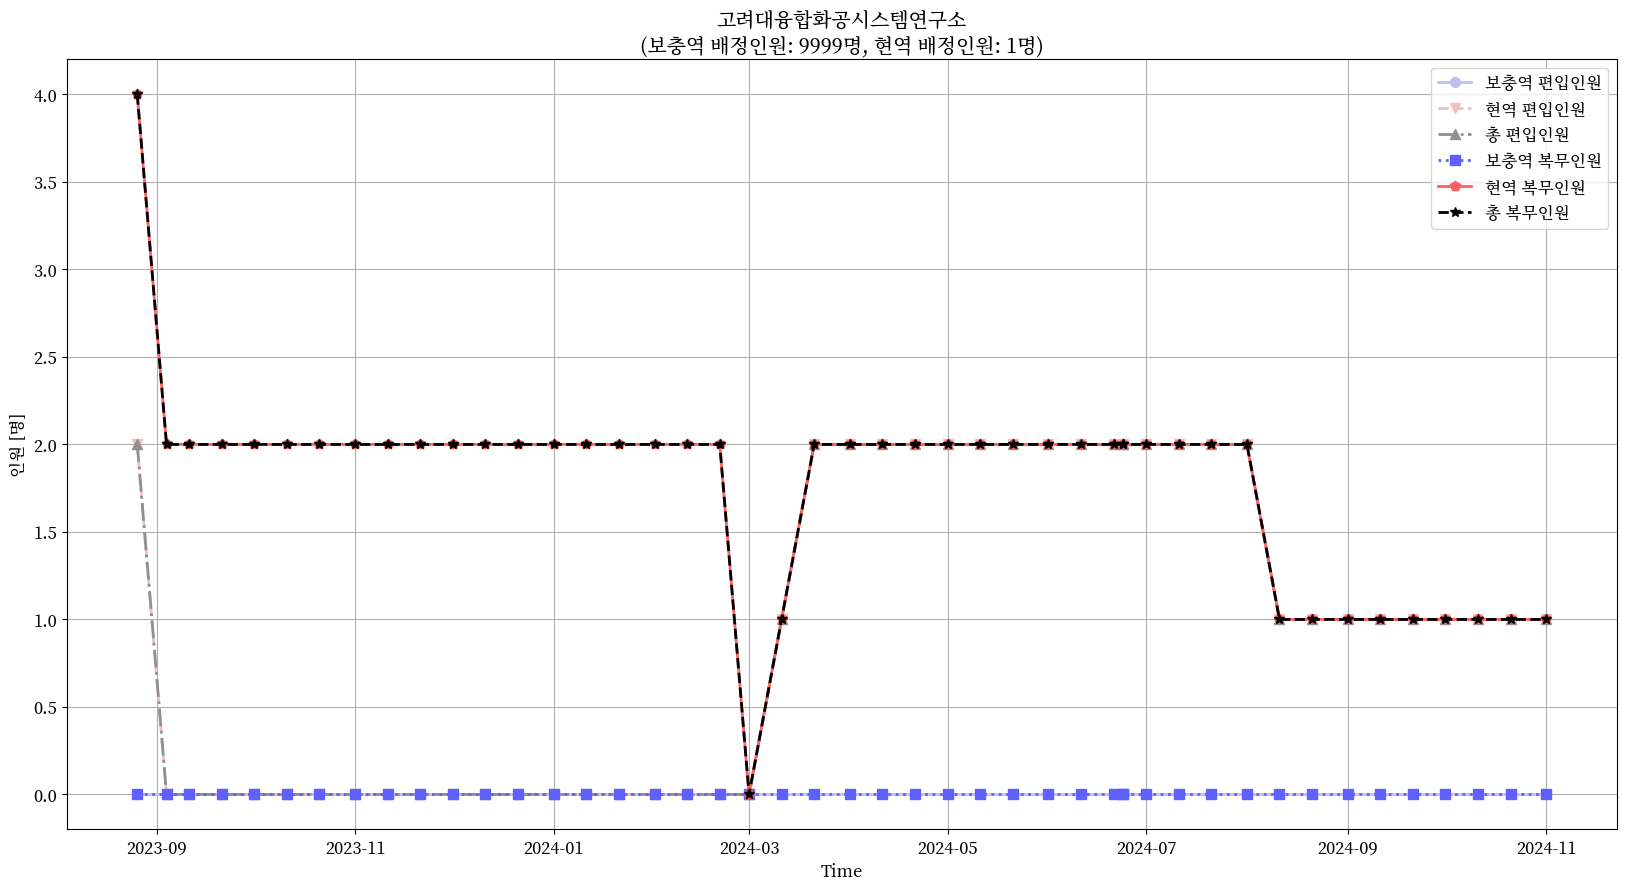 고려대융합화공시스템연구소
(보충역 배정인원: 9999명, 현역 배정인원: 1명)
보충역 편입인원
현역 편입인원
총 편입인원
보충역 복무인원
현역 복무인원
총 복무인원
인원 [명]
4.0
3.5
3.0
2.5
2.0
1.5
1.0
0.5
0.0
2023-09
2023-11
2024-01
2024-03
2024-05
2024-07
2024-09
2024-11
Time